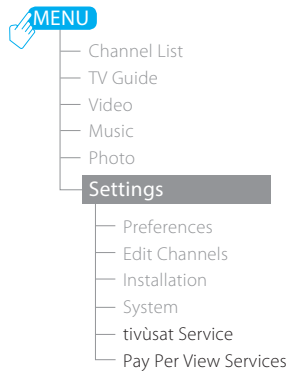 MENU
Channel List
TV Guide
Video
Music
Photo
Settings
Preferences
Edit Channels
Installation
System
tivùsat Service
Pay Per View Services